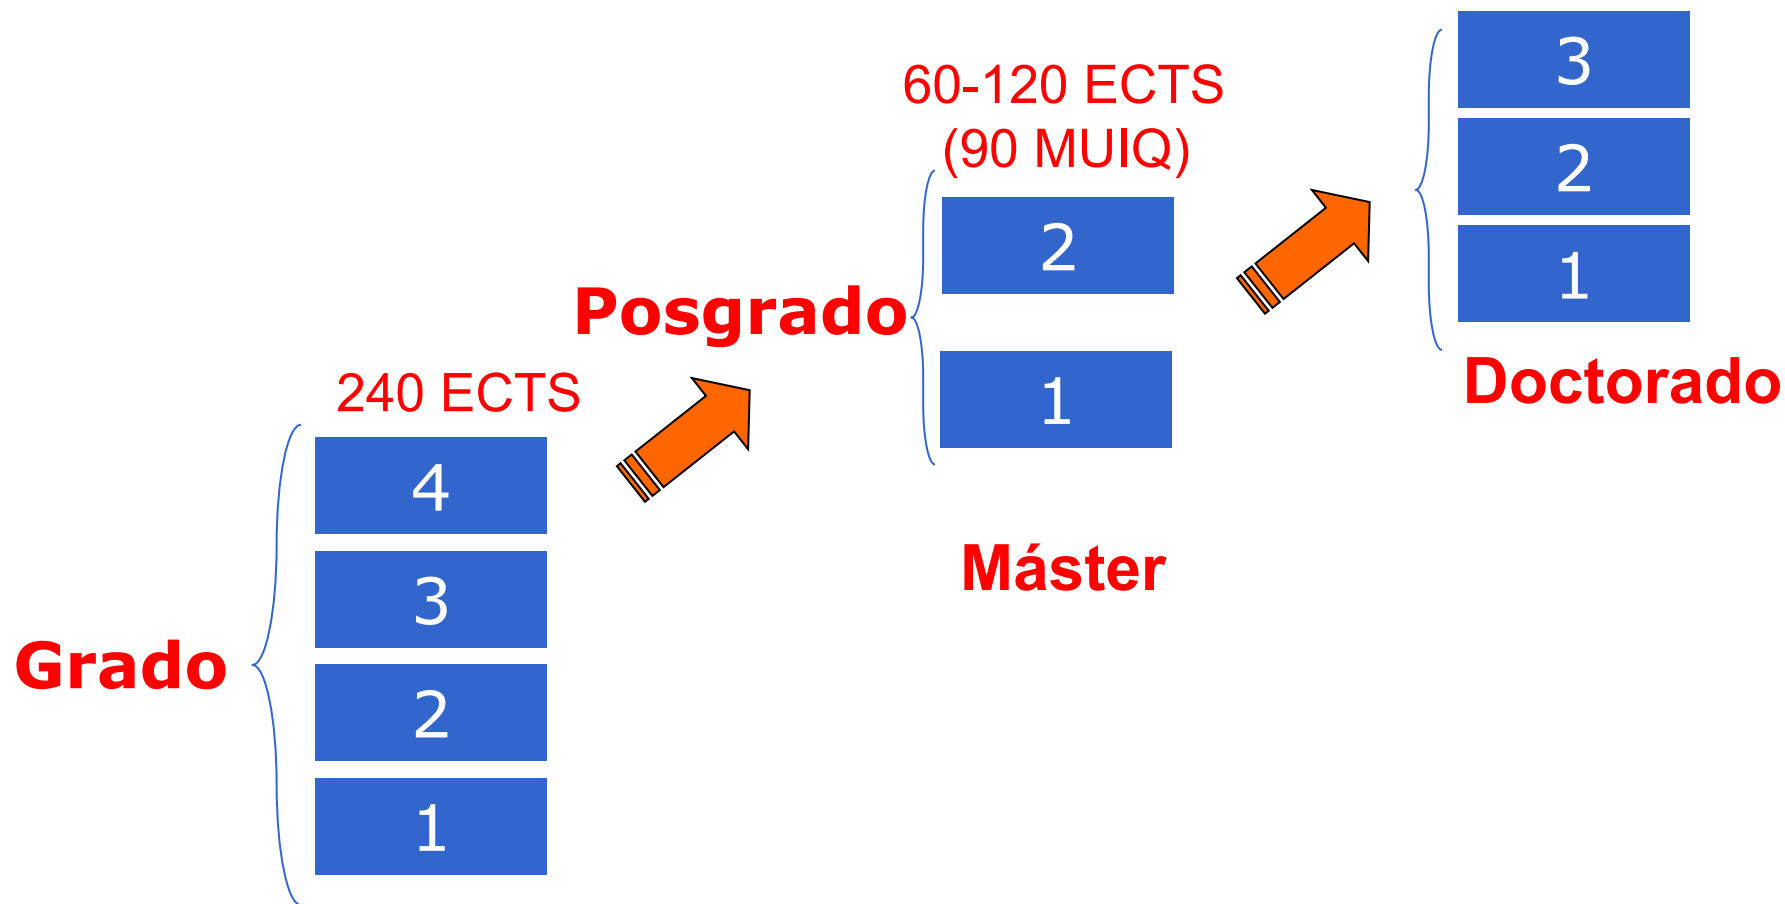 Grado
240 ECTS
4
3
2
1
Posgrado
60-120 ECTS
(90 MUIQ)
2
1
Máster
3
2
1
Doctorado